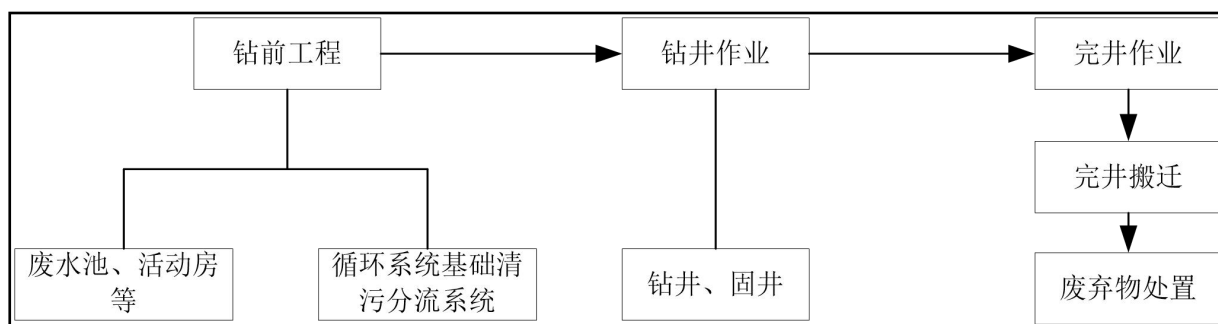 钻前工程
钻井作业
完井作业
完井搬迁
废水池、活动房
等
循环系统基础清
污分流系统
钻井、固井
废弃物处置